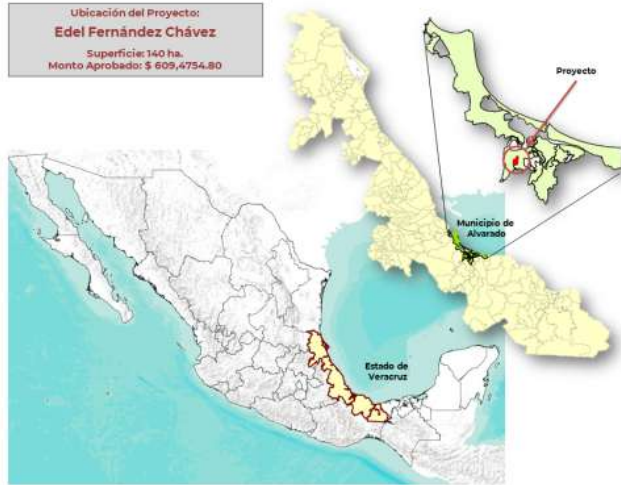 Ubicación del Proyecto:
Edel Fernández Chávez
Superficie: 140 ha.
Monto Aprobado: $ 609,4754.80
Proyecto
Municipio de
Alvarado
Estado de
Veracruz